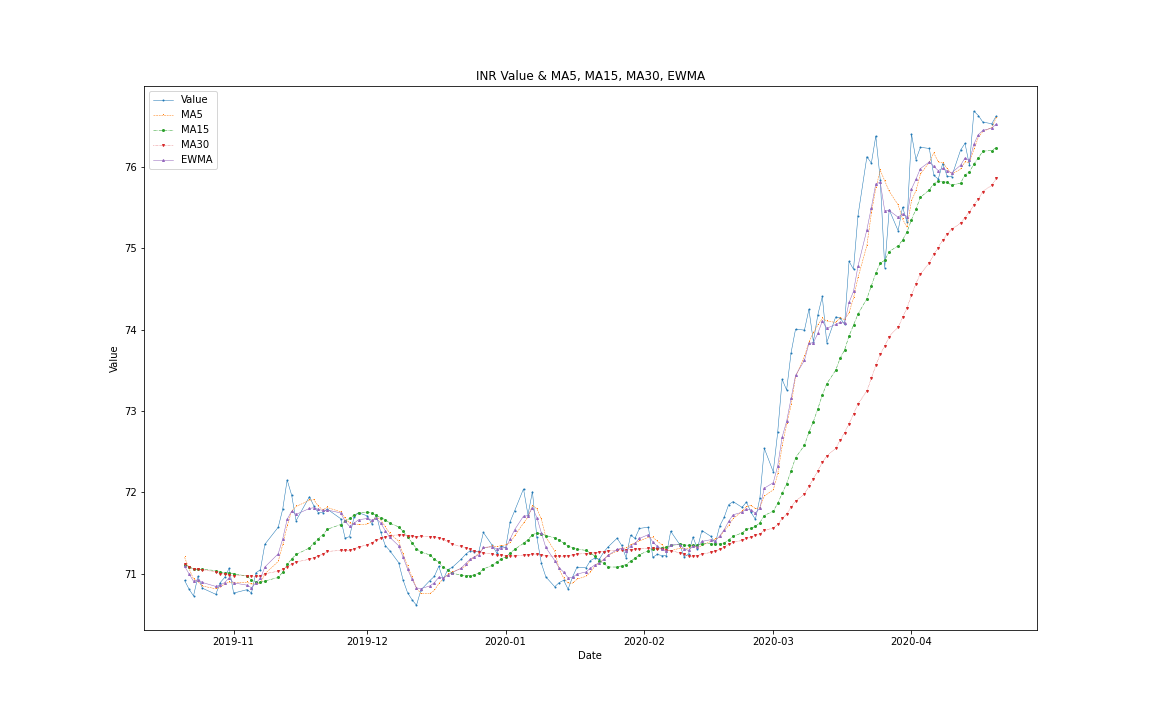 INR Value & MA5, MA15, MA30, EWMA
Value
MA5
MA15
MA30
EWMA
76
75
74
73
72
71
Value
2019-11
2019-12
2020-01
2020-02
2020-03
2020-04
Date